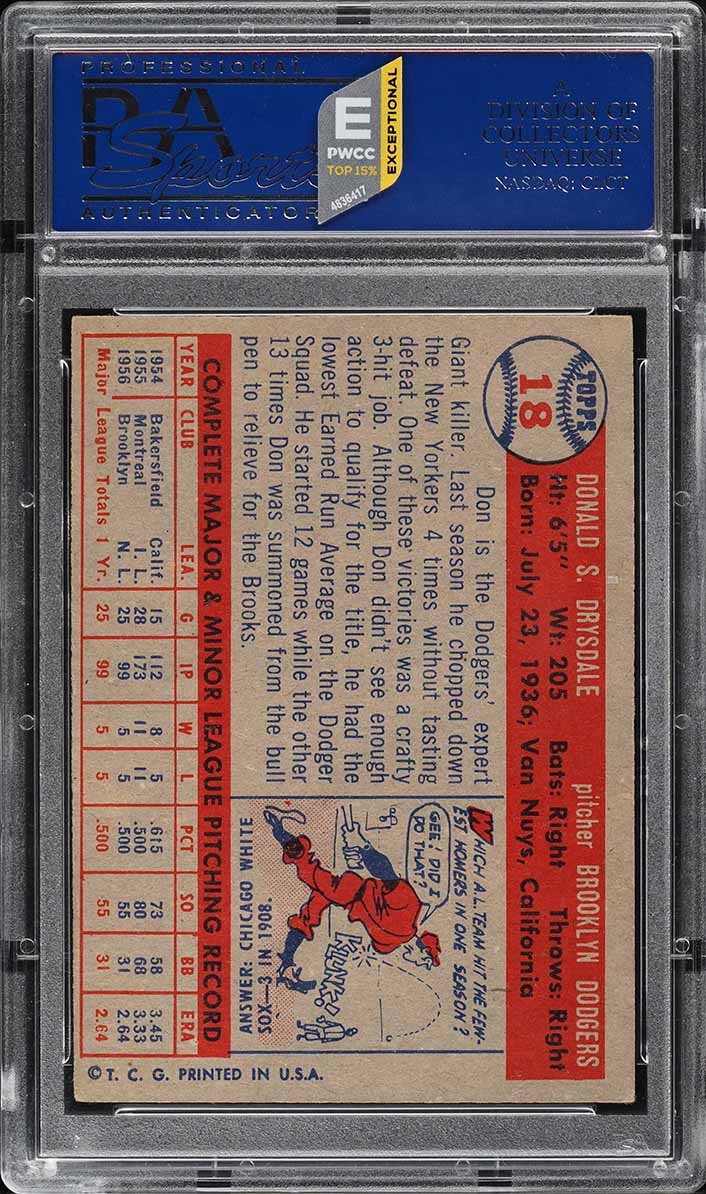 PROFESSIONAL
PSA
Sports
AUTHENTICATOR
E
PWCC
TOP 15%
4836417
EXCEPTIONAL
A
DIVISION OF
COLLECTORS
UNIVERSE
NASDAQ: CLCT
TOPPS
18
DONALD S. DRYSDALE pitcher BROOKLYN DODGERS
Ht: 6'5" Wt: 205 Bats: Right Throws: Right
Born: July 23, 1936; Van Nuys, California
Don is the Dodgers' expert
Giant killer. Last season he chopped down
the New Yorkers 4 times without tasting
defeat. One of these victories was a crafty
3-hit job. Although Don didn't see enough
action to qualify for the title, he had the
lowest Earned Run Average on the Dodger
Squad. He started 12 games while the other
13 times Don was summoned from the bull
pen to relieve for the Brooks.
WHICH A.L. TEAM HIT THE FEW-
EST HOMERS IN ONE SEASON?
GEE! DID I
DO THAT?
KLUNK!
ANSWER: CHICAGO WHITE
SOX—3 IN 1908.
COMPLETE MAJOR & MINOR LEAGUE PITCHING RECORD
YEAR CLUB LEA. G IP W L PCT SO BB ERA
1954 Bakersfield Calif. 15 112 8 5 .615 73 58 3.45
1955 Montreal I. L. 28 173 11 11 .500 80 68 3.33
1956 Brooklyn N. L. 25 99 5 5 .500 55 31 2.64
Major League Totals 1 Yr. 25 99 5 5 .500 55 31 2.64
© T. C. G. PRINTED IN U.S.A.